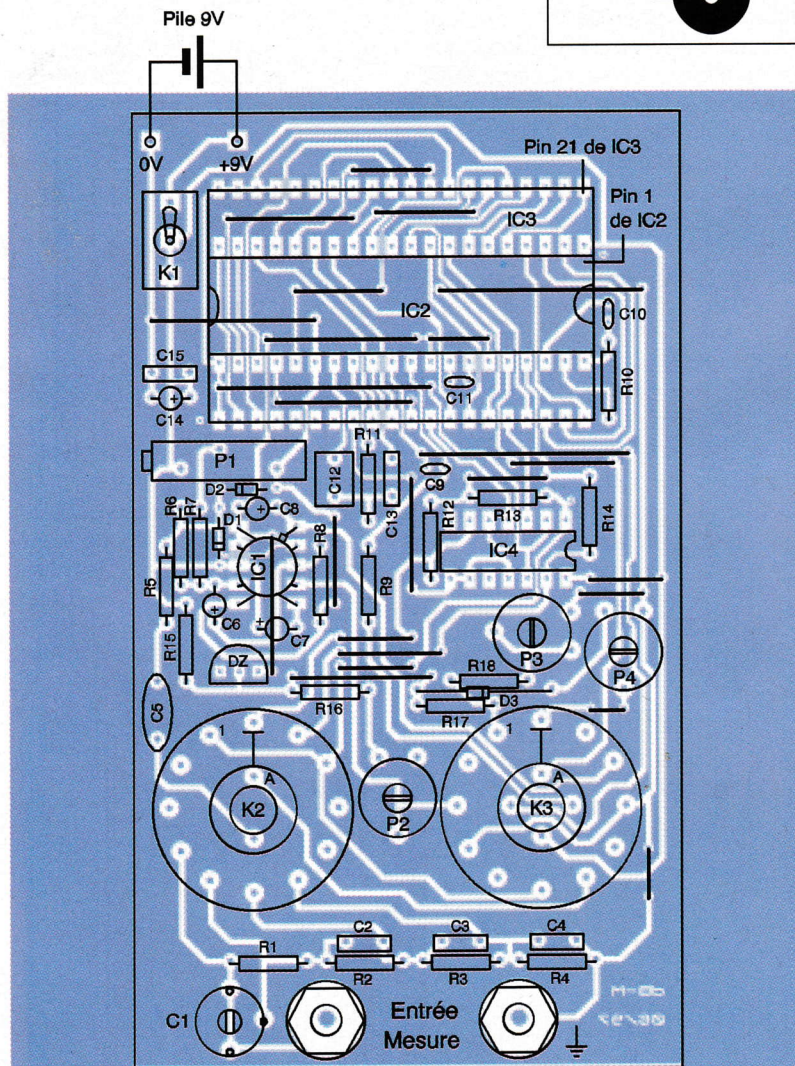 Pile 9V
0V
+9V
Pin 21 de IC3
IC3
Pin 1
de IC2
K1
IC2
C10
C15
C14
C11
R10
P1
R11
C12
C13
C9
D2
C8
R6
R7
D1
IC1
R8
R12
R13
R14
IC4
R5
R9
C6
C7
R15
DZ
P3
P4
R18
D3
R16
R17
C5
1
A
K2
P2
1
A
K3
C2
C3
C4
R1
R2
R3
R4
C1
Entrée
Mesure